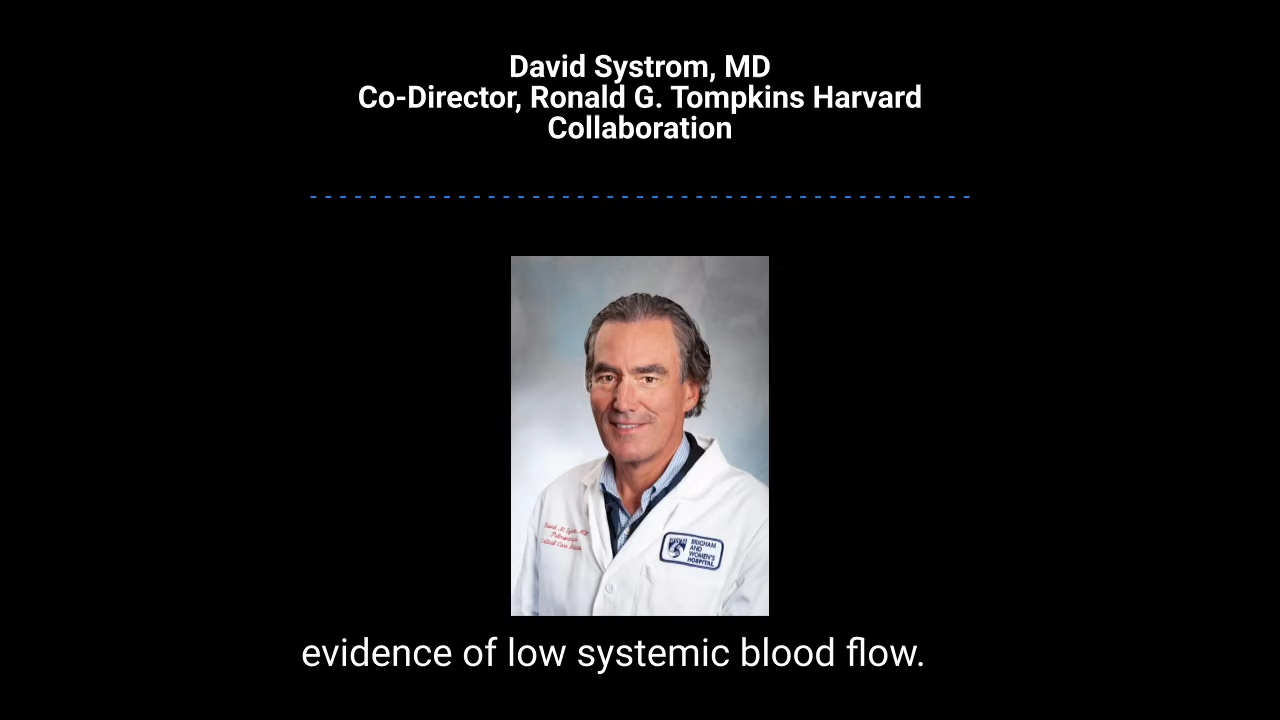 David Systrom, MD
Co-Director, Ronald G. Tompkins Harvard
Collaboration
BRIGHAM
AND
WOMEN'S
HOSPITAL
evidence of low systemic blood flow.